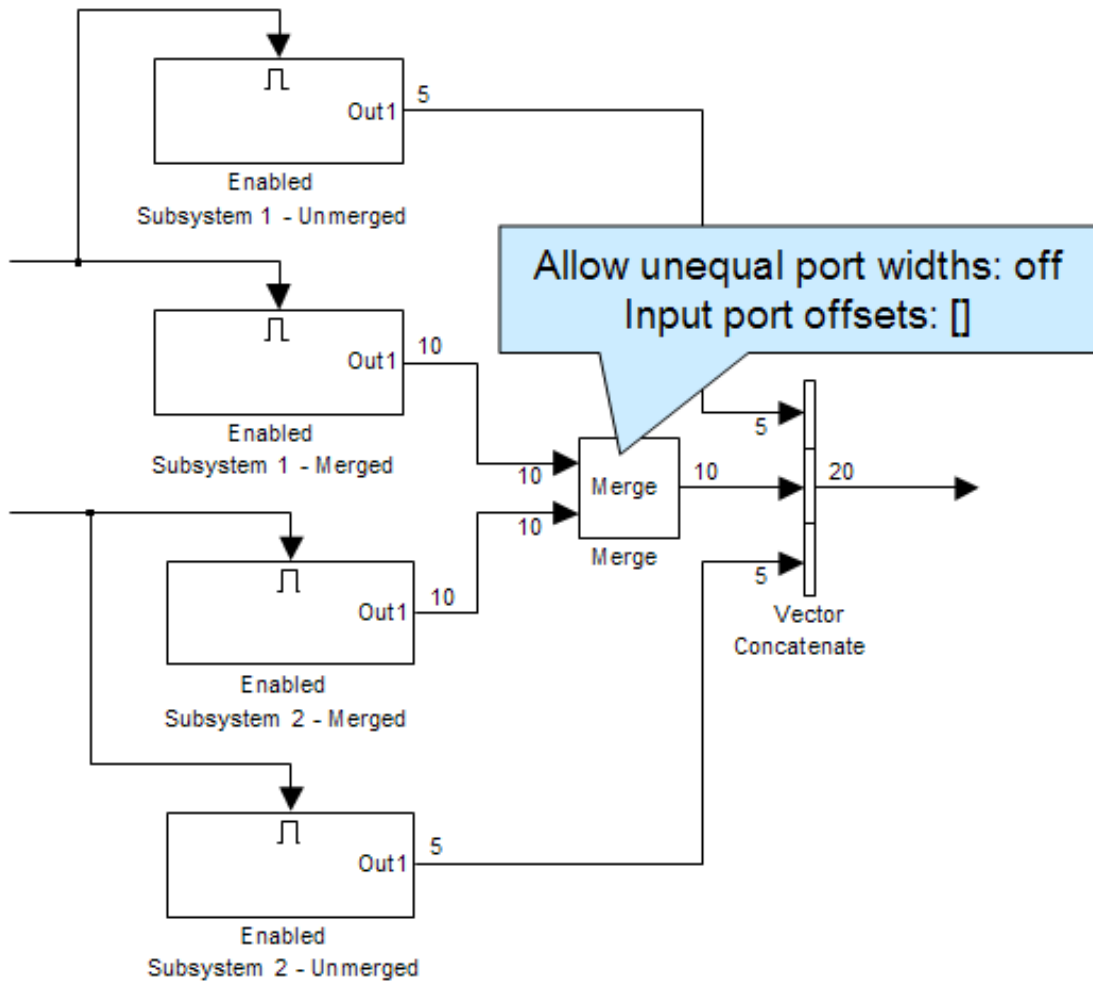 Out1
5
Enabled
Subsystem 1 - Unmerged
Allow unequal port widths: off
Input port offsets: []
Out1
10
Enabled
Subsystem 1 - Merged
5
10
Merge
10
20
10
Merge
Out1
10
5
Vector
Concatenate
Enabled
Subsystem 2 - Merged
Out1
5
Enabled
Subsystem 2 - Unmerged